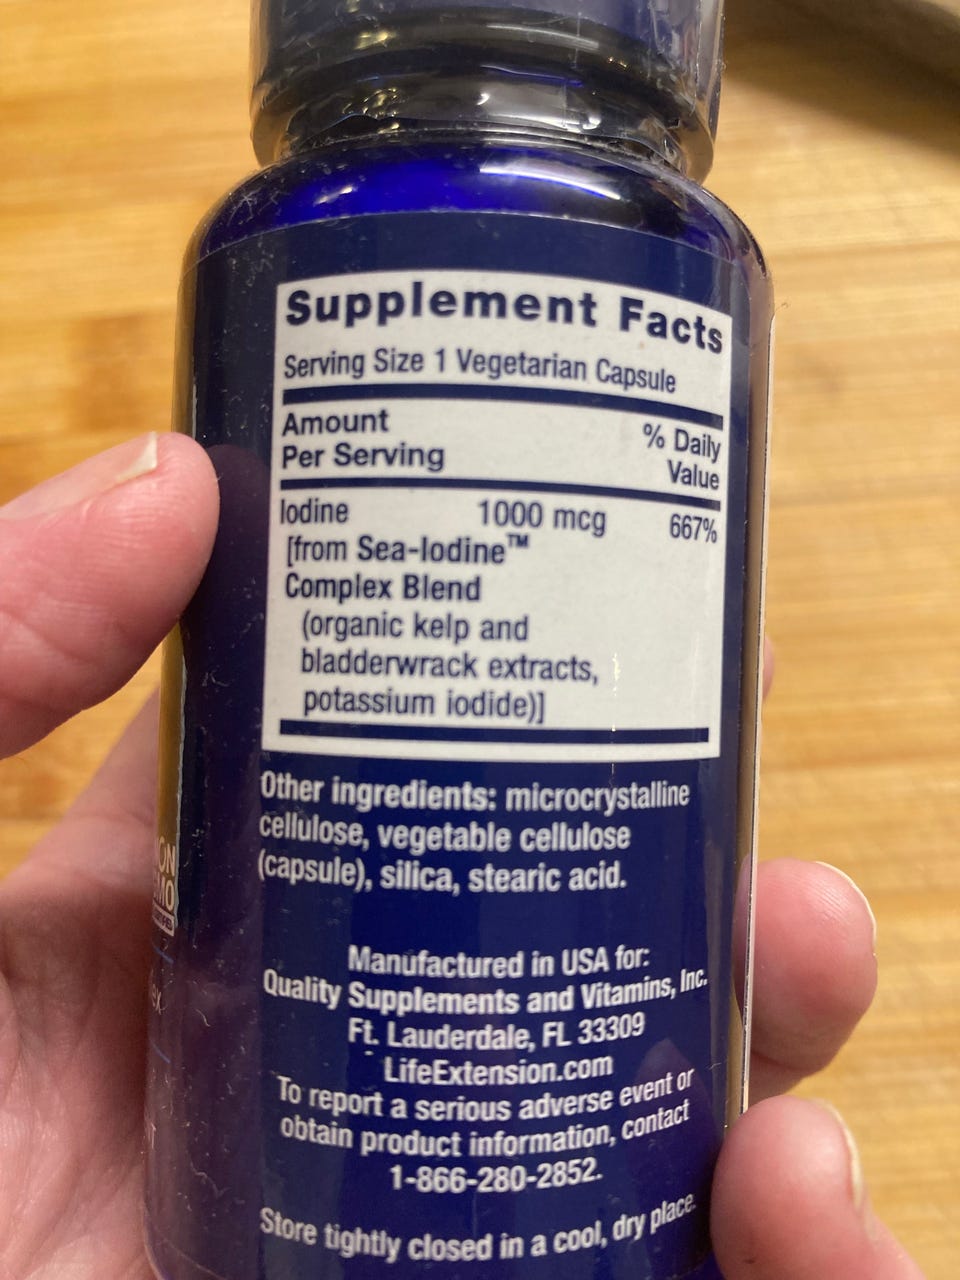 Supplement Facts
Serving Size 1 Vegetarian Capsule
Amount
Per Serving
% Daily
Value
Iodine 1000 mcg 667%
[from Sea-Iodine™
Complex Blend
(organic kelp and
bladderwrack extracts,
potassium iodide)]
Other ingredients: microcrystalline
cellulose, vegetable cellulose
(capsule), silica, stearic acid.
Manufactured in USA for:
Quality Supplements and Vitamins, Inc.
Ft. Lauderdale, FL 33309
LifeExtension.com
To report a serious adverse event or
obtain product information, contact
1-866-280-2852.
Store tightly closed in a cool, dry place.